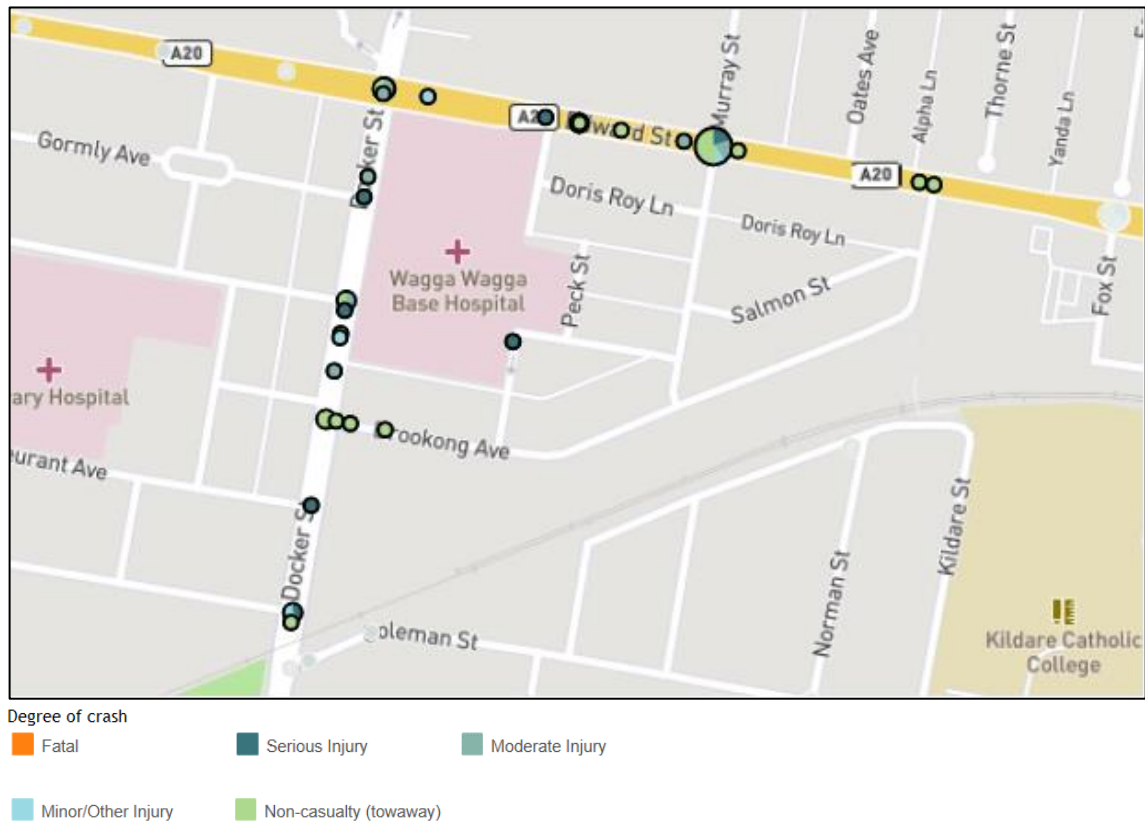 A20
Murray St
Oates Ave
Alpha Ln
Thorne St
Yanda Ln
Gormly Ave
St
A20
St
Doris Roy Ln
Doris Roy Ln
Wagga Wagga
Base Hospital
Peck St
Salmon St
Fox St
ary Hospital
urant Ave
Ave
Docker St
Norman St
Kildare St
oleman St
Kildare Catholic
College
Degree of crash
Fatal
Serious Injury
Moderate Injury
Minor/Other Injury
Non-casualty (towaway)